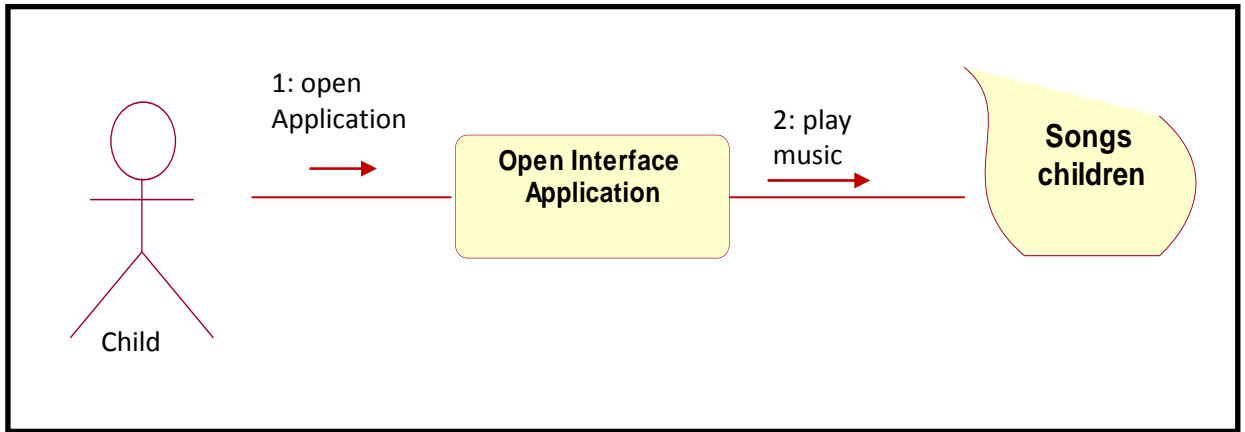 1: open
Application
Open Interface
Application
2: play
music
Songs
children
Child